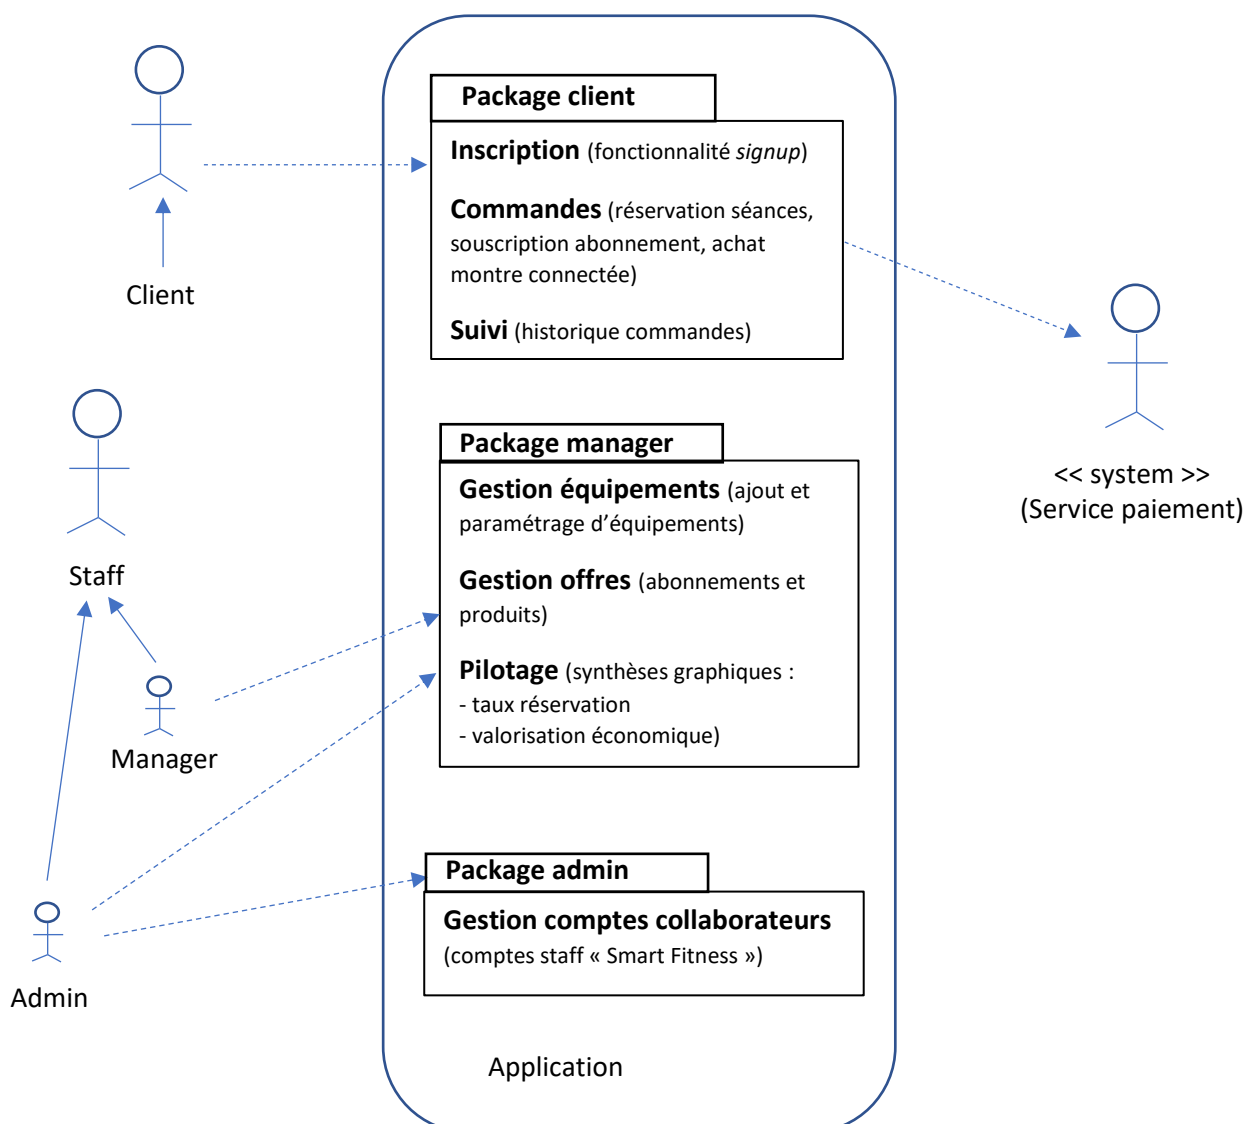 Package client
Inscription (fonctionnalité signup)
Commandes (réservation séances,
souscription abonnement, achat
montre connectée)
Suivi (historique commandes)
Client
Package manager
Gestion équipements (ajout et
paramétrage d’équipements)
Gestion offres (abonnements et
produits)
Pilotage (synthèses graphiques :
- taux réservation
- valorisation économique)
<< system >>
(Service paiement)
Staff
Manager
Package admin
Gestion comptes collaborateurs
(comptes staff « Smart Fitness »)
Admin
Application